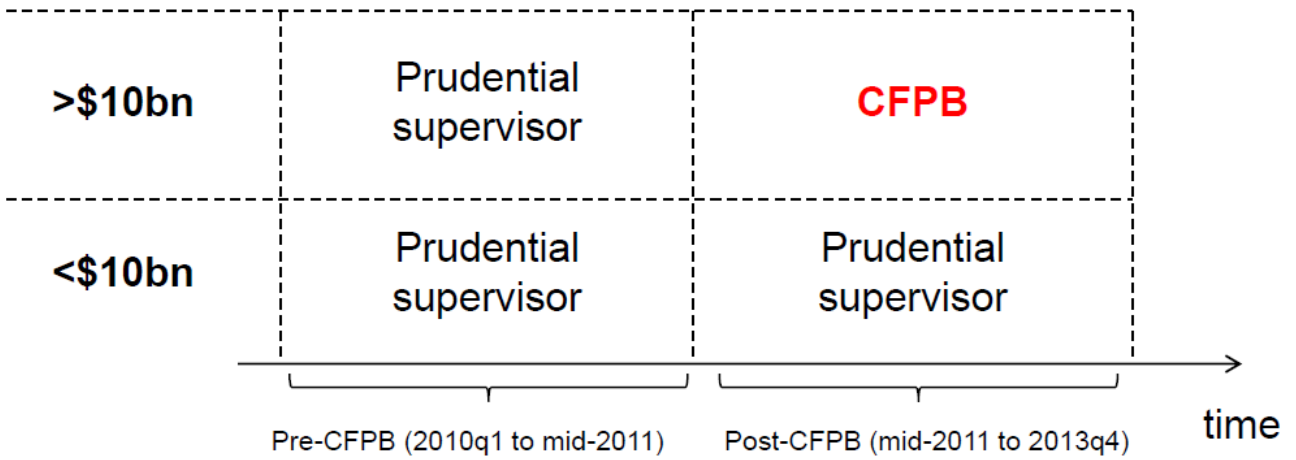 >$10bn
Prudential
supervisor
CFPB
<$10bn
Prudential
supervisor
Prudential
supervisor
time
Pre-CFPB (2010q1 to mid-2011)
Post-CFPB (mid-2011 to 2013q4)